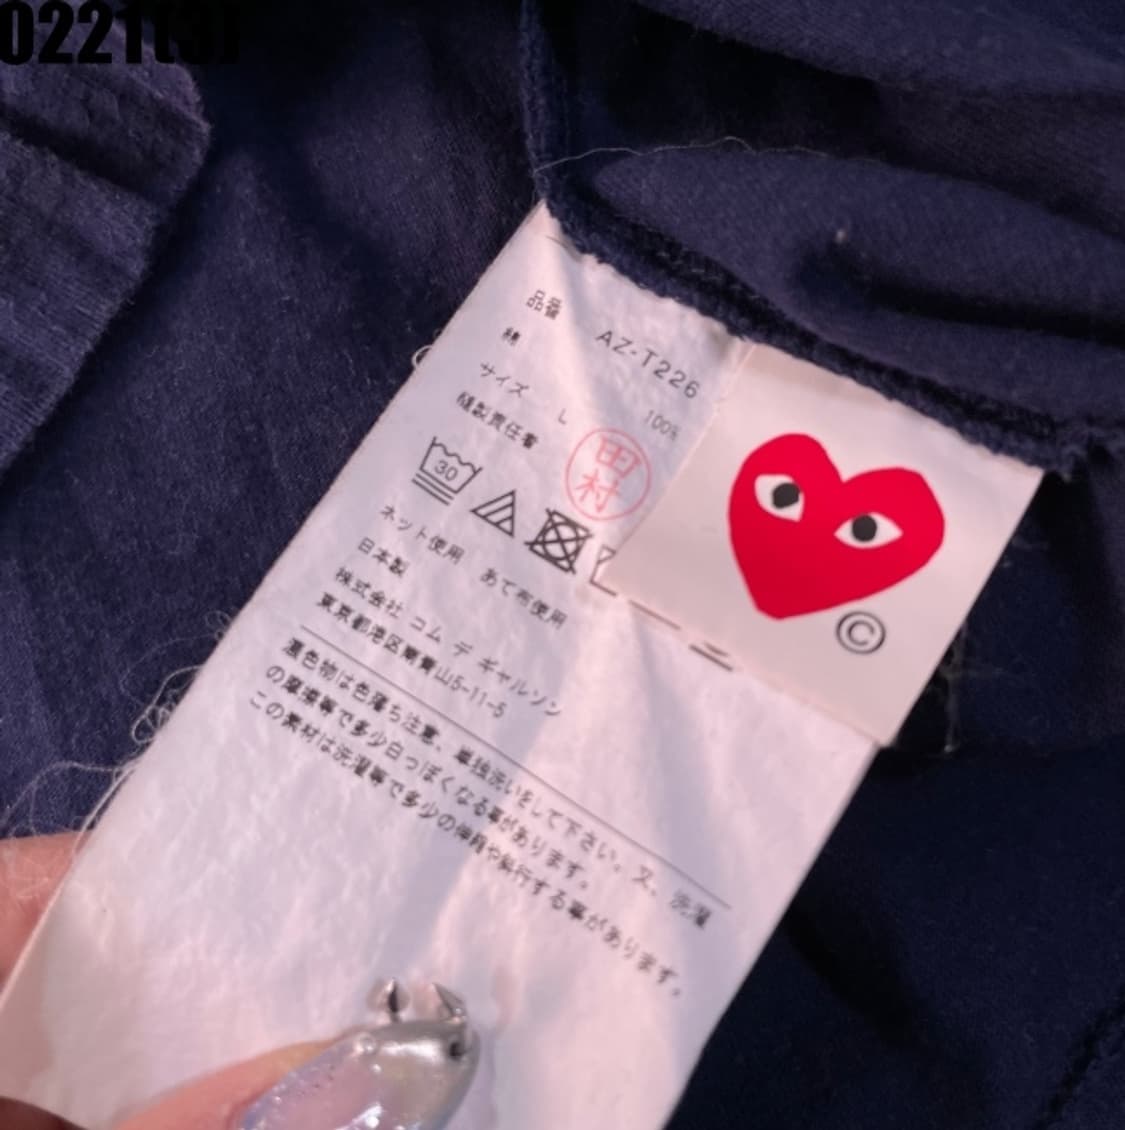 0221(3)
品番 AZ-T226
綿 100%
サイズ L
縫製責任者
田村
30
ネット使用 あて布使用
日本製
株式会社 コム デ ギャルソン
東京都港区南青山5-11-5
濃色物は色落ち注意、単独洗いをして下さい。又、洗濯
の摩擦等で多少白っぽくなる事があります。
この素材は洗濯等で多少の伸縮や斜行する事があります。
©